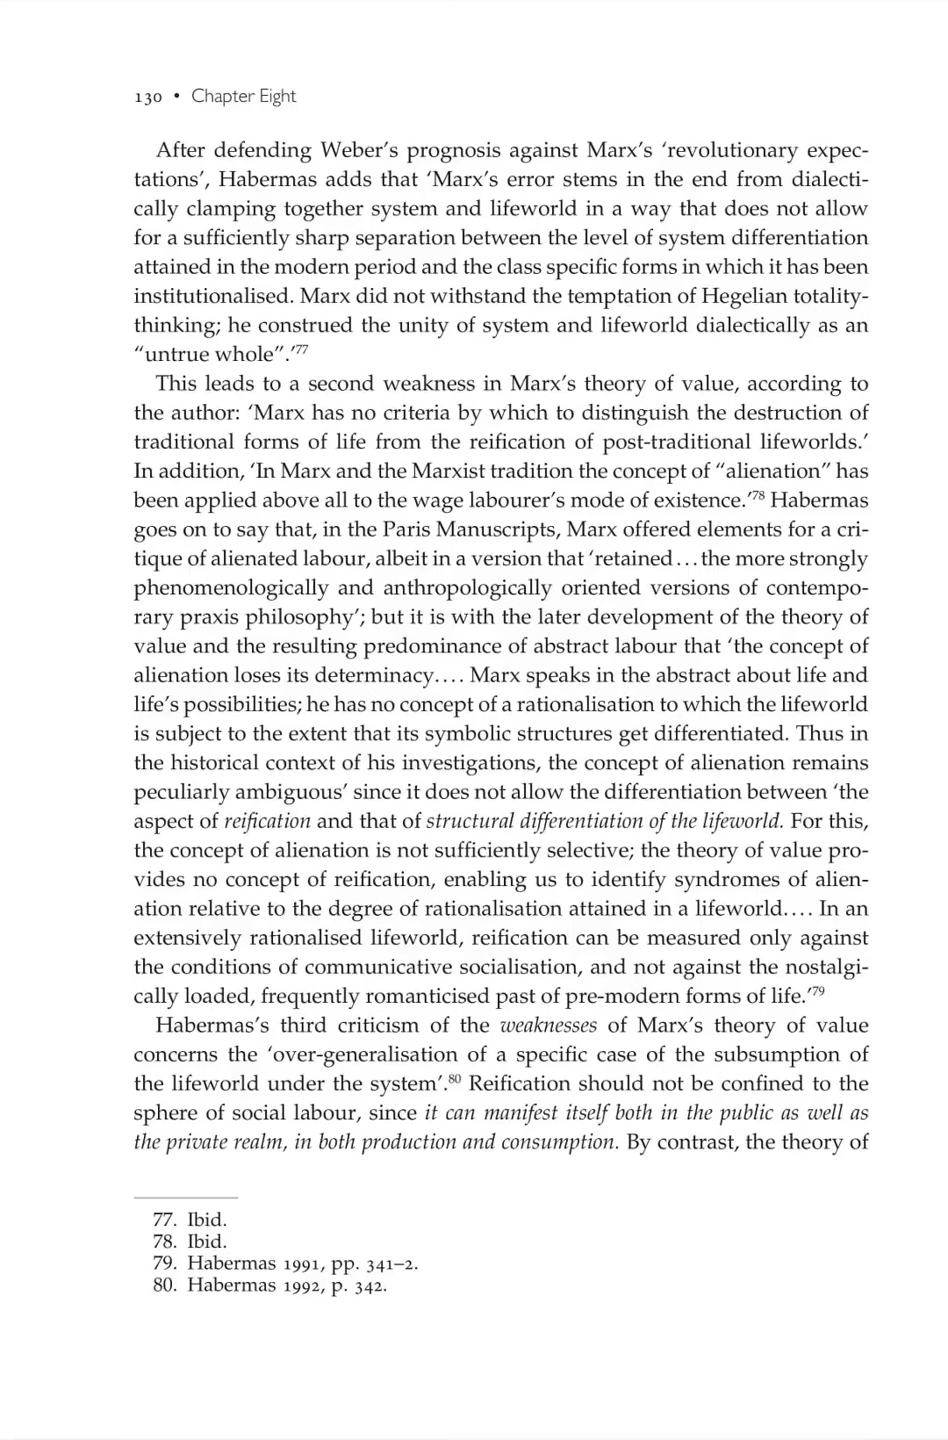 130 • Chapter Eight
After defending Weber’s prognosis against Marx’s ‘revolutionary expec-
tations’, Habermas adds that ‘Marx’s error stems in the end from dialecti-
cally clamping together system and lifeworld in a way that does not allow
for a sufficiently sharp separation between the level of system differentiation
attained in the modern period and the class specific forms in which it has been
institutionalised. Marx did not withstand the temptation of Hegelian totality-
thinking; he construed the unity of system and lifeworld dialectically as an
“untrue whole”.’77
This leads to a second weakness in Marx’s theory of value, according to
the author: ‘Marx has no criteria by which to distinguish the destruction of
traditional forms of life from the reification of post-traditional lifeworlds.’
In addition, ‘In Marx and the Marxist tradition the concept of “alienation” has
been applied above all to the wage labourer’s mode of existence.’78 Habermas
goes on to say that, in the Paris Manuscripts, Marx offered elements for a cri-
tique of alienated labour, albeit in a version that ‘retained . . . the more strongly
phenomenologically and anthropologically oriented versions of contempo-
rary praxis philosophy’; but it is with the later development of the theory of
value and the resulting predominance of abstract labour that ‘the concept of
alienation loses its determinacy. . . . Marx speaks in the abstract about life and
life’s possibilities; he has no concept of a rationalisation to which the lifeworld
is subject to the extent that its symbolic structures get differentiated. Thus in
the historical context of his investigations, the concept of alienation remains
peculiarly ambiguous’ since it does not allow the differentiation between ‘the
aspect of reification and that of structural differentiation of the lifeworld. For this,
the concept of alienation is not sufficiently selective; the theory of value pro-
vides no concept of reification, enabling us to identify syndromes of alien-
ation relative to the degree of rationalisation attained in a lifeworld. . . . In an
extensively rationalised lifeworld, reification can be measured only against
the conditions of communicative socialisation, and not against the nostalgi-
cally loaded, frequently romanticised past of pre-modern forms of life.’79
Habermas’s third criticism of the weaknesses of Marx’s theory of value
concerns the ‘over-generalisation of a specific case of the subsumption of
the lifeworld under the system’.80 Reification should not be confined to the
sphere of social labour, since it can manifest itself both in the public as well as
the private realm, in both production and consumption. By contrast, the theory of
77. Ibid.
78. Ibid.
79. Habermas 1991, pp. 341–2.
80. Habermas 1992, p. 342.